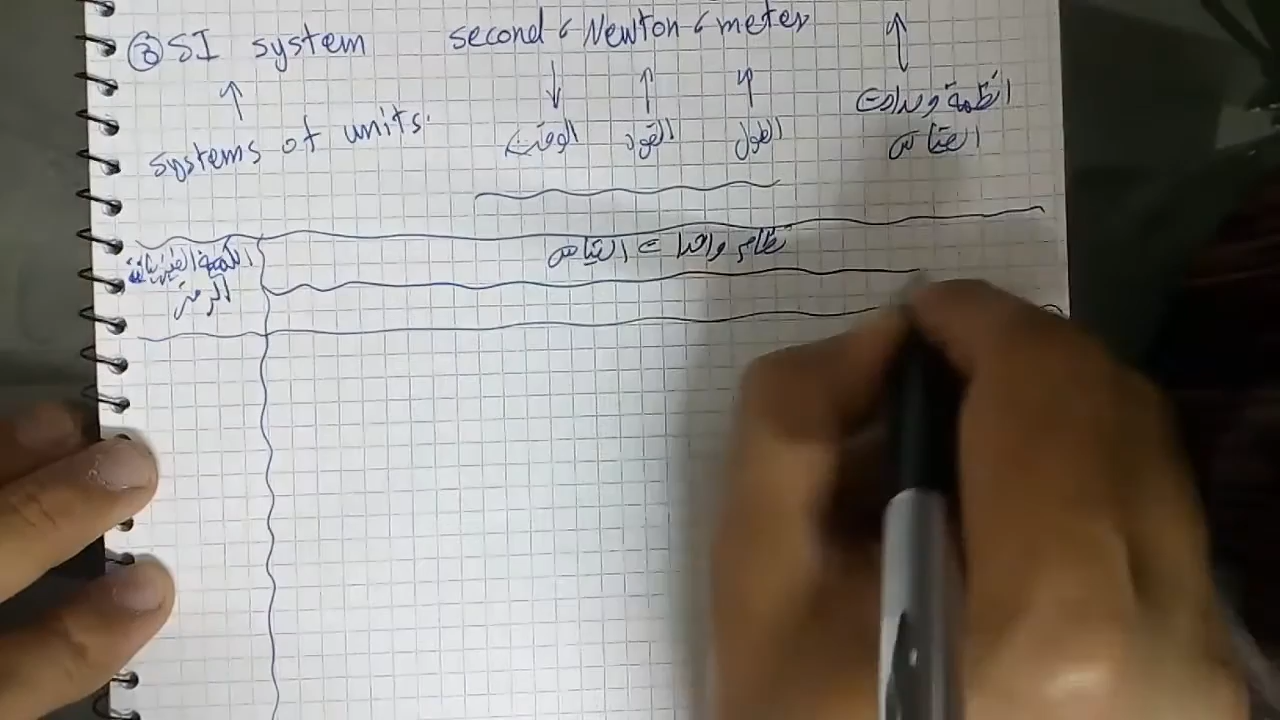 ③ SI system second ، Newton ، meter
systems of units.
الوقت القوة الطول
انظمة وحدات
القياس
نظام وحدات القياس
الكمية الفيزيائية
الرمز